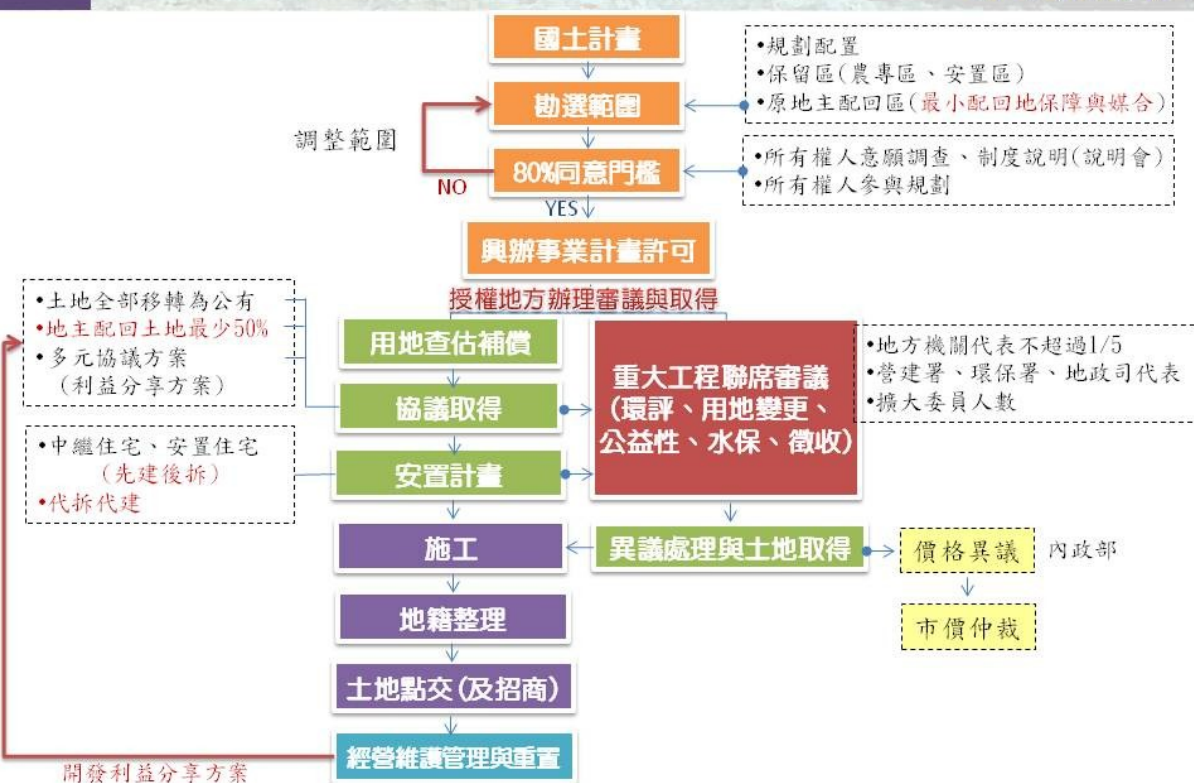 國土計畫
•規劃配置
•保留區(農專區、安置區)
•原地主配回區(最小配回地保障與媒合)
勘選範圍
調整範圍
80%同意門檻
•所有權人意願調查、制度說明(說明會)
•所有權人參與規劃
NO
YES
興辦事業計畫許可
授權地方辦理審議與取得
•土地全部移轉為公有
•地主配回土地最少50%
•多元協議方案
(利益分享方案)
用地查估補償
協議取得
重大工程聯席審議
(環評、用地變更、
公益性、水保、徵收)
•地方機關代表不超過1/5
•營建署、環保署、地政司代表
•擴大委員人數
•中繼住宅、安置住宅
(先建後拆)
•代拆代建
安置計畫
施工
異議處理與土地取得
價格異議
內政部
地籍整理
市價仲裁
土地點交(及招商)
經營維護管理與重置
開發利益分享方案